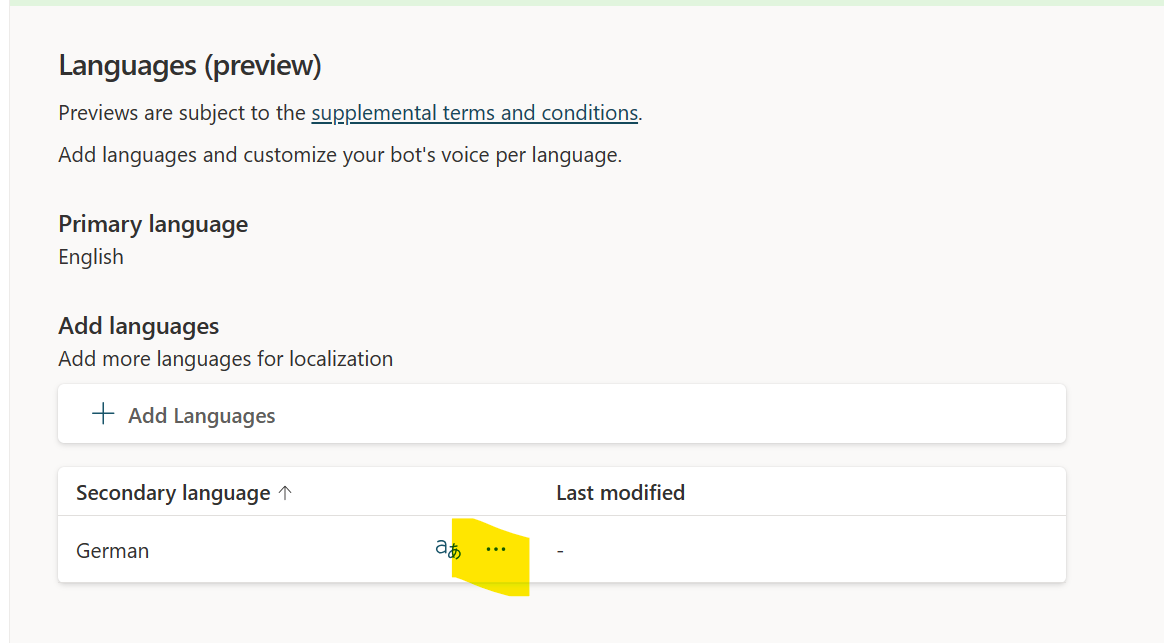 Languages (preview)
Previews are subject to the supplemental terms and conditions.
Add languages and customize your bot's voice per language.
Primary language
English
Add languages
Add more languages for localization
+ Add Languages
Secondary language ↑ Last modified
German aあ ··· -